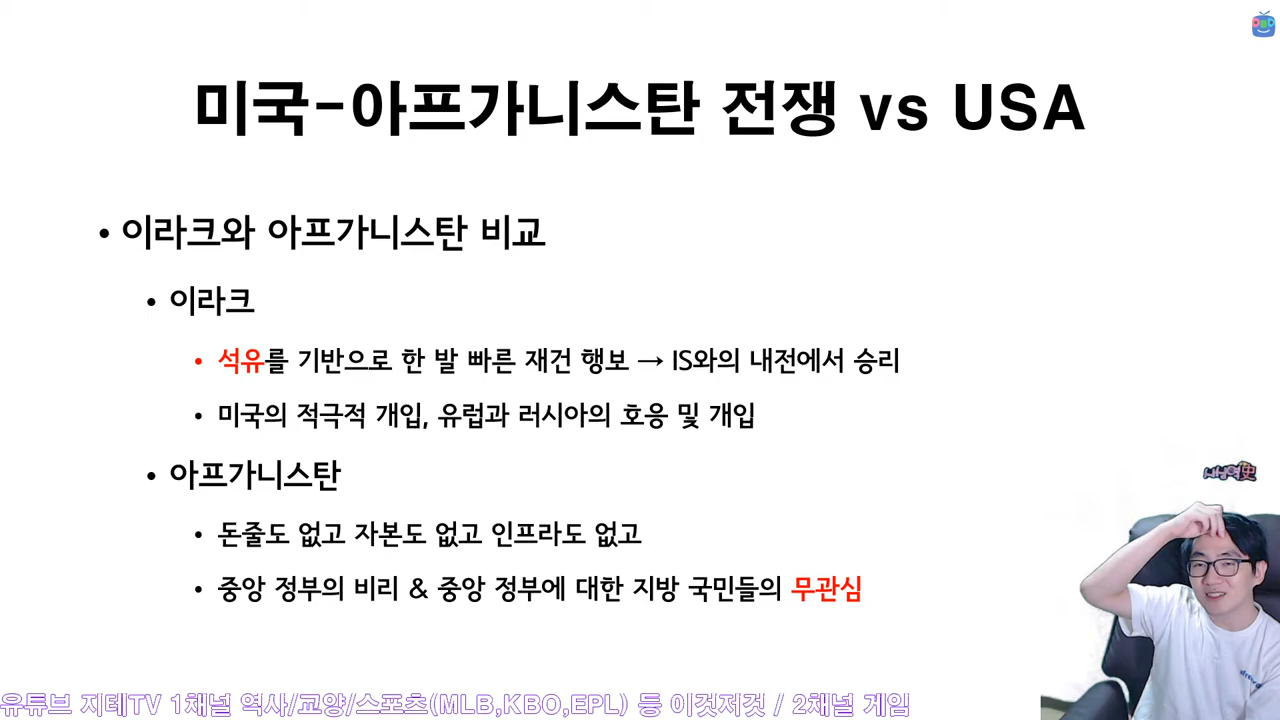 미국-아프가니스탄 전쟁 vs USA
• 이라크와 아프가니스탄 비교
• 이라크
• 석유를 기반으로 한 발 빠른 재건 행보 → IS와의 내전에서 승리
• 미국의 적극적 개입, 유럽과 러시아의 호응 및 개입
• 아프가니스탄
• 돈줄도 없고 자본도 없고 인프라도 없고
• 중앙 정부의 비리 & 중앙 정부에 대한 지방 국민들의 무관심
유튜브 지테TV 1채널 역사/교양/스포츠(MLB,KBO,EPL) 등 이것저것 / 2채널 게임